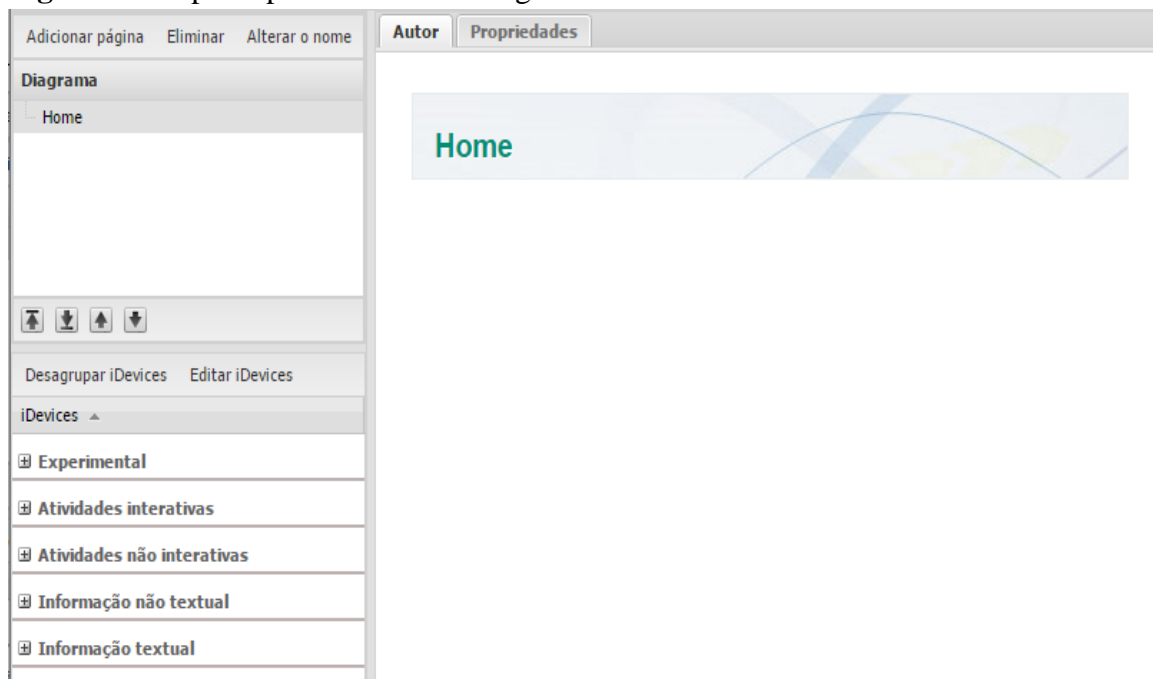 Adicionar página Eliminar Alterar o nome
Diagrama
Home
Desagrupar iDevices Editar iDevices
iDevices
Experimental
Atividades interativas
Atividades não interativas
Informação não textual
Informação textual
Autor Propriedades
Home